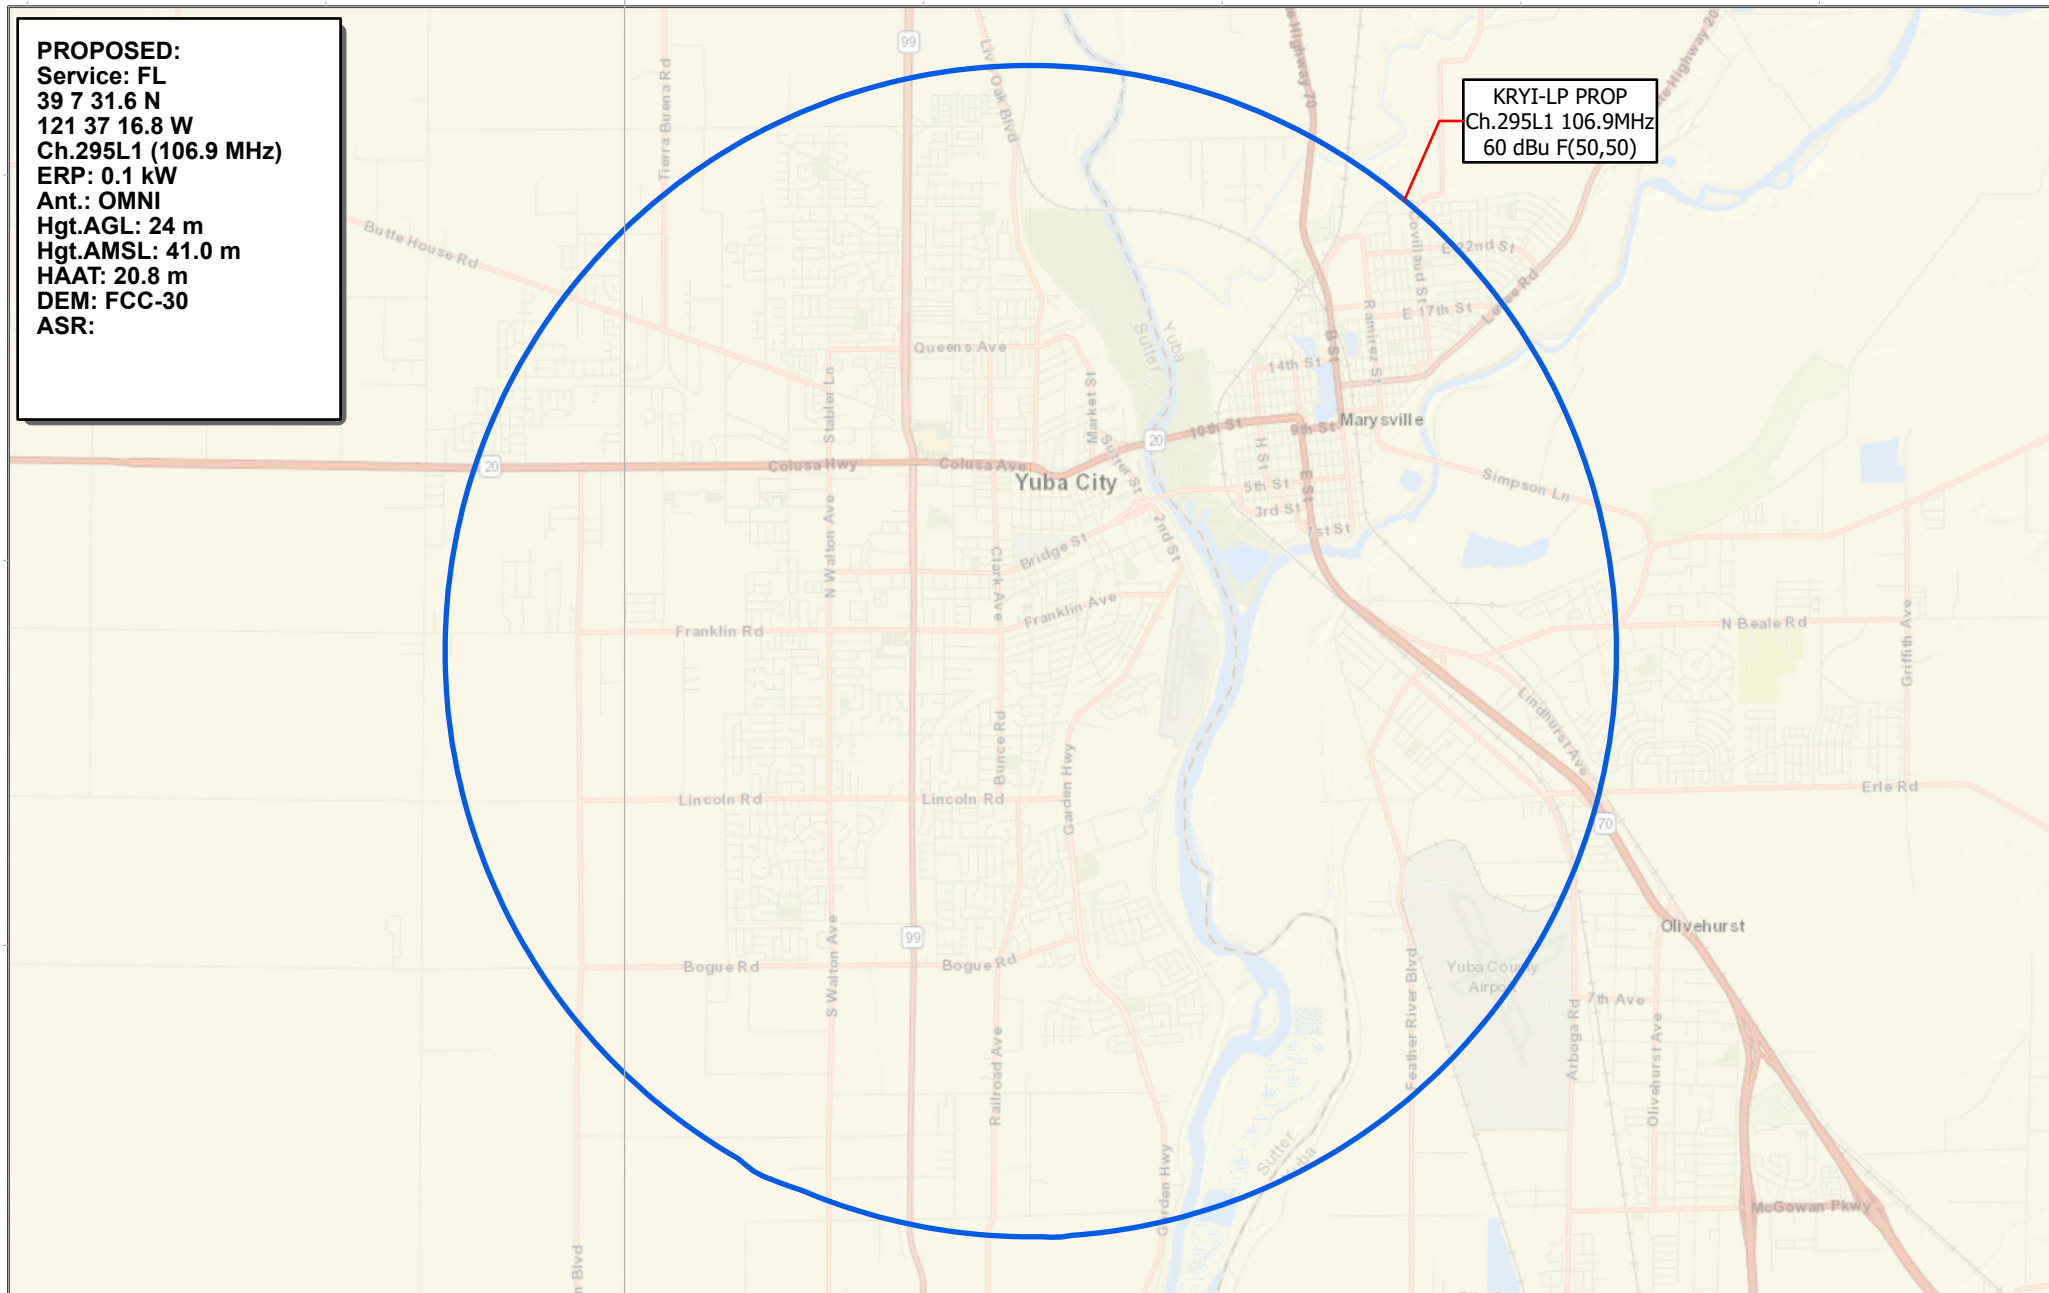 PROPOSED:
Service: FL
39 7 31.6 N
121 37 16.8 W
Ch.295L1 (106.9 MHz)
ERP: 0.1 kW
Ant.: OMNI
Hgt.AGL: 24 m
Hgt.AMSL: 41.0 m
HAAT: 20.8 m
DEM: FCC-30
ASR:
KRYI-LP PROP
Ch.295L1 106.9MHz
60 dBu F(50,50)
99
Live Oak Blvd
Tierra Buena Rd
Highway 70
Highway 20
Butte House Rd
Covillaud St
E 22nd St
E 17th St
Ramirez St
B St
14th St
Yuba
Sutter
Queens Ave
Market St
N Walton Ave
Stabler Ln
10th St
9th St
Marysville
20
20
Colusa Hwy
Colusa Ave
Sutter St
Yuba City
H St
E St
5th St
3rd St
1st St
Simpson Ln
2nd St
Bridge St
Clark Ave
Franklin Ave
Franklin Rd
N Beale Rd
Griffith Ave
Lindhurst Ave
Bunce Rd
Garden Hwy
Lincoln Rd
Lincoln Rd
Erle Rd
70
Olivehurst
99
S Walton Ave
Bogue Rd
Bogue Rd
Yuba County
Airport
7th Ave
Feather River Blvd
Arboga Rd
Olivehurst Ave
Railroad Ave
Garden Hwy
Sutter
Yuba
McGowan Pkwy
Blvd